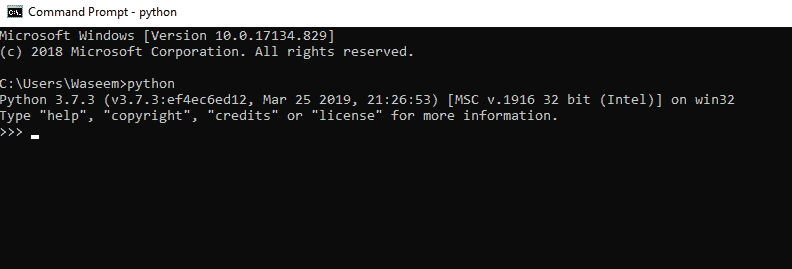 Command Prompt - python
Microsoft Windows [Version 10.0.17134.829]
(c) 2018 Microsoft Corporation. All rights reserved.
C:\Users\Waseem>python
Python 3.7.3 (v3.7.3:ef4ec6ed12, Mar 25 2019, 21:26:53) [MSC v.1916 32 bit (Intel)] on win32
Type "help", "copyright", "credits" or "license" for more information.
>>>